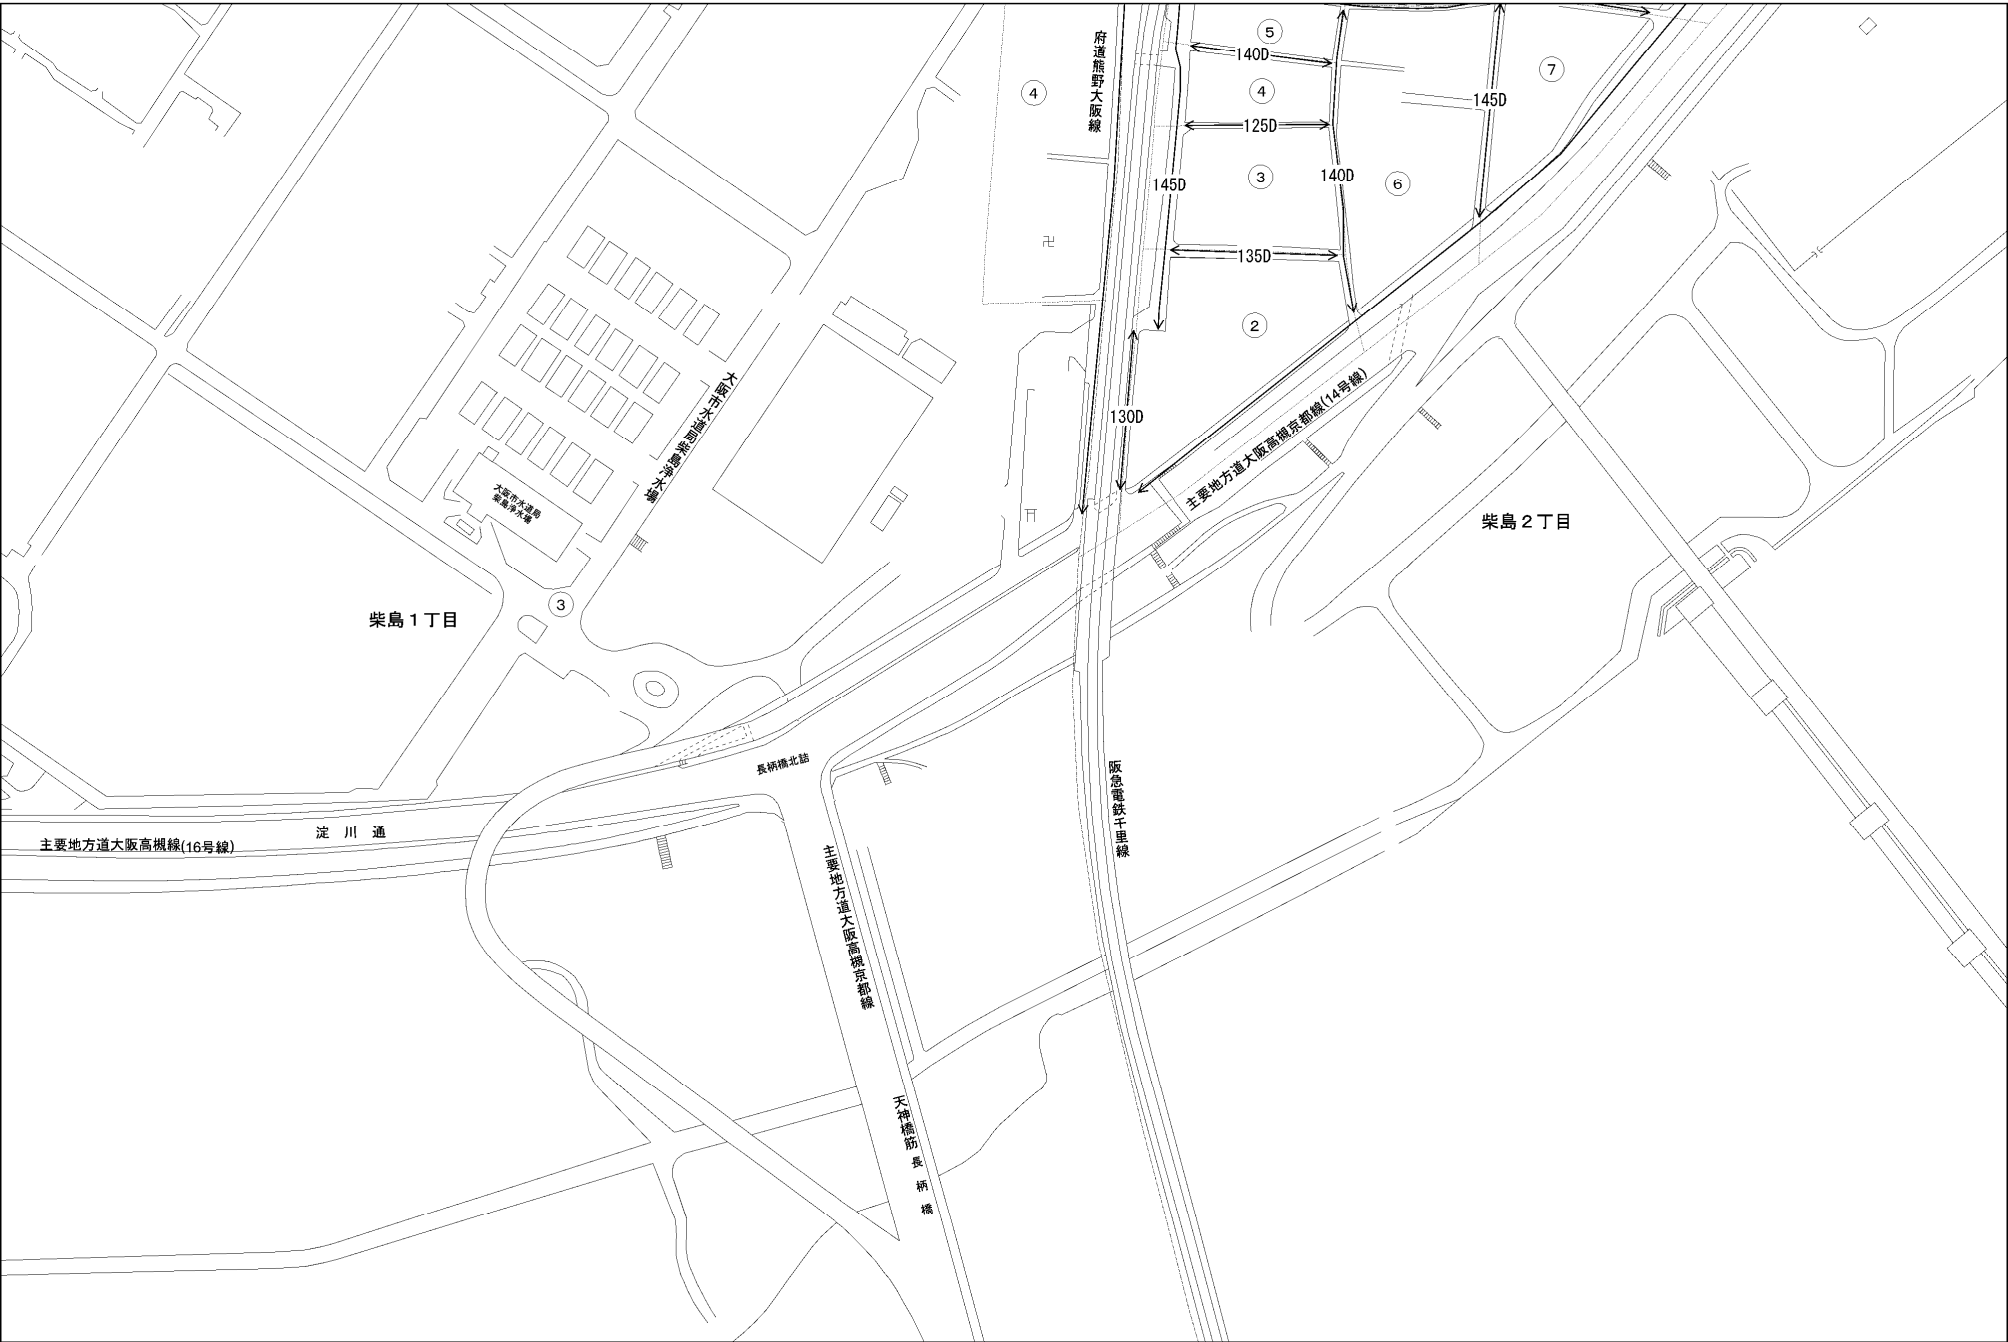 府道熊野大阪線
⑤
140D
④
④
125D
⑦
145D
③
140D
⑥
145D
135D
卍
②
130D
主要地方道大阪高槻京都線(14号線)
大阪市水道局柴島浄水場
大阪市水道局
柴島浄水場
柴島2丁目
③
柴島1丁目
長柄橋北詰
阪急電鉄千里線
淀川通
主要地方道大阪高槻線(16号線)
主要地方道大阪高槻京都線
天神橋筋
長柄橋